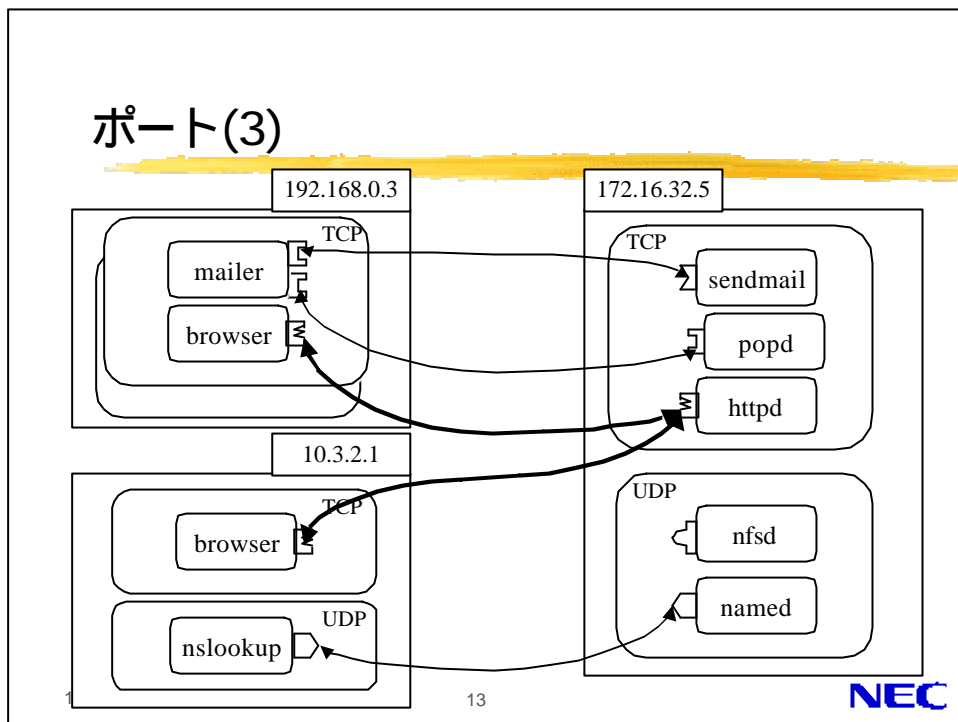 ポート(3)
192.168.0.3
172.16.32.5
TCP
mailer
browser
TCP
sendmail
popd
httpd
10.3.2.1
TCP
browser
UDP
nslookup
UDP
nfsd
named
1
13
NEC